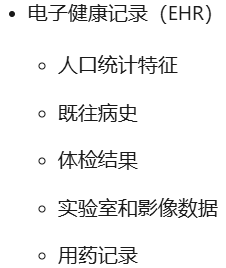 • 电子健康记录（EHR）
○ 人口统计特征
○ 既往病史
○ 体检结果
○ 实验室和影像数据
○ 用药记录